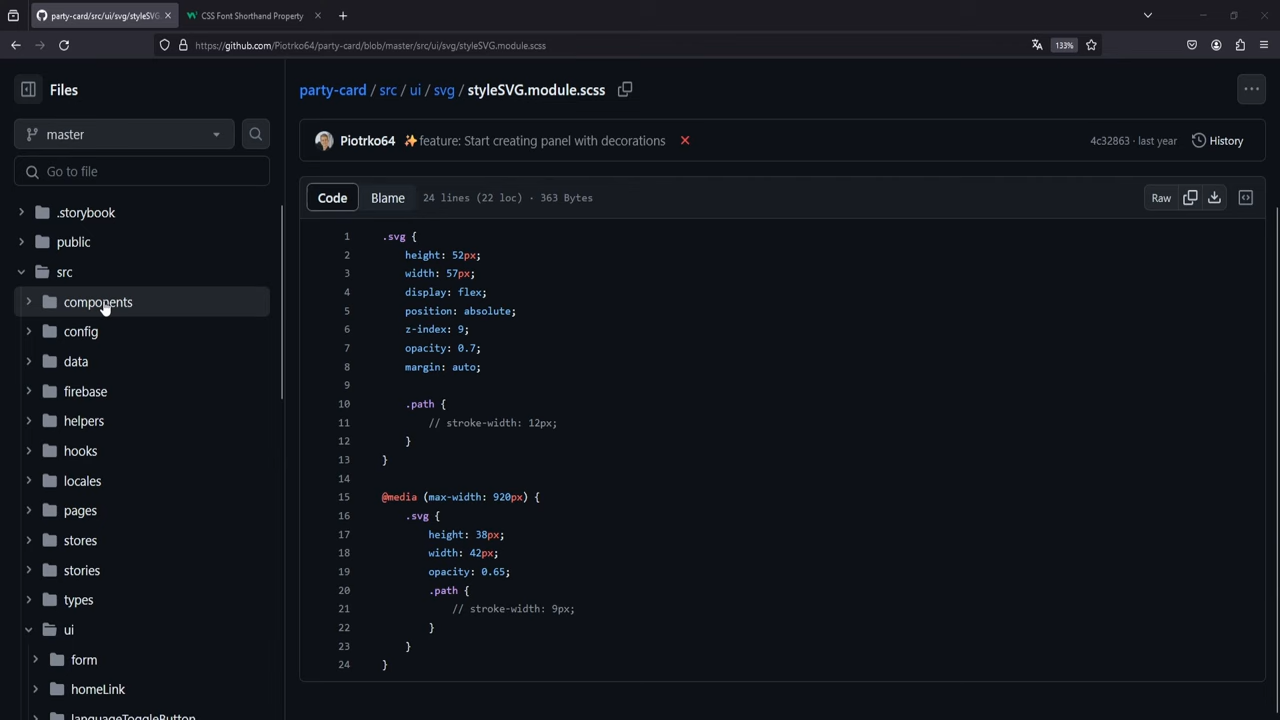 party-card/src/ui/svg/styleSVG
CSS Font Shorthand Property
https://github.com/Piotrko64/party-card/blob/master/src/ui/svg/styleSVG.module.scss
133%
Files
party-card / src / ui / svg / styleSVG.module.scss
master
Piotrko64 ✨feature: Start creating panel with decorations
4c32863 · last year
History
Go to file
Code
Blame
24 lines (22 loc) · 363 Bytes
Raw
.storybook
public
src
components
config
data
firebase
helpers
hooks
locales
pages
stores
stories
types
ui
form
homeLink
languageToggleButton
1 .svg {
2 height: 52px;
3 width: 57px;
4 display: flex;
5 position: absolute;
6 z-index: 9;
7 opacity: 0.7;
8 margin: auto;
9
10 .path {
11 // stroke-width: 12px;
12 }
13 }
14
15 @media (max-width: 920px) {
16 .svg {
17 height: 38px;
18 width: 42px;
19 opacity: 0.65;
20 .path {
21 // stroke-width: 9px;
22 }
23 }
24 }